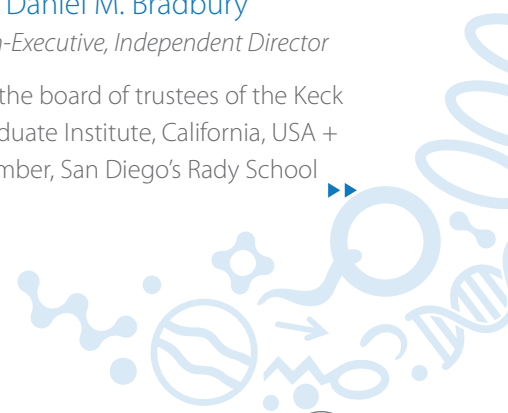 Daniel M. Bradbury
-Executive, Independent Director
the board of trustees of the Keck
duate Institute, California, USA +
mber, San Diego's Rady School